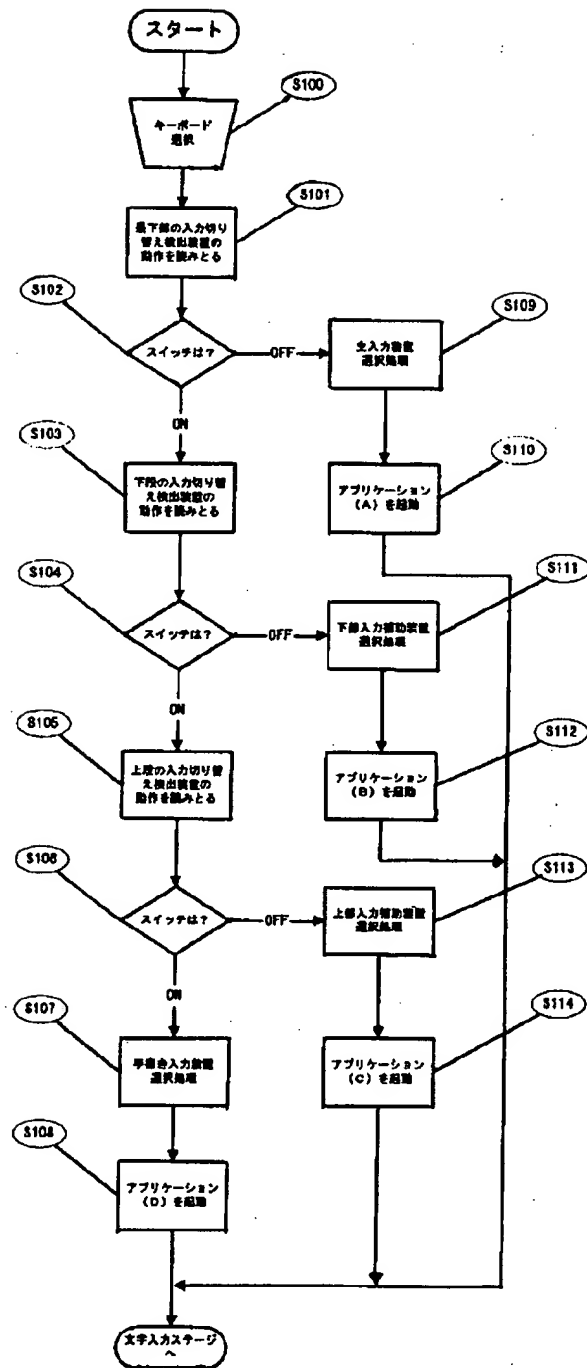 スタート
S100
キーボード
選択
S101
最下部の入力切り
替え検出装置の
動作を読みとる
S102
スイッチは?
OFF
S109
主入力装置
選択処理
ON
S103
下段の入力切り替
え検出装置の
動作を読みとる
S110
アプリケーション
(A)を起動
S104
スイッチは?
OFF
S111
下部入力補助装置
選択処理
ON
S105
上段の入力切り替
え検出装置の
動作を読みとる
S112
アプリケーション
(B)を起動
S106
スイッチは?
OFF
S113
上部入力補助装置
選択処理
ON
S107
手書き入力装置
選択処理
S114
アプリケーション
(C)を起動
S108
アプリケーション
(D)を起動
文字入力ステージ
へ